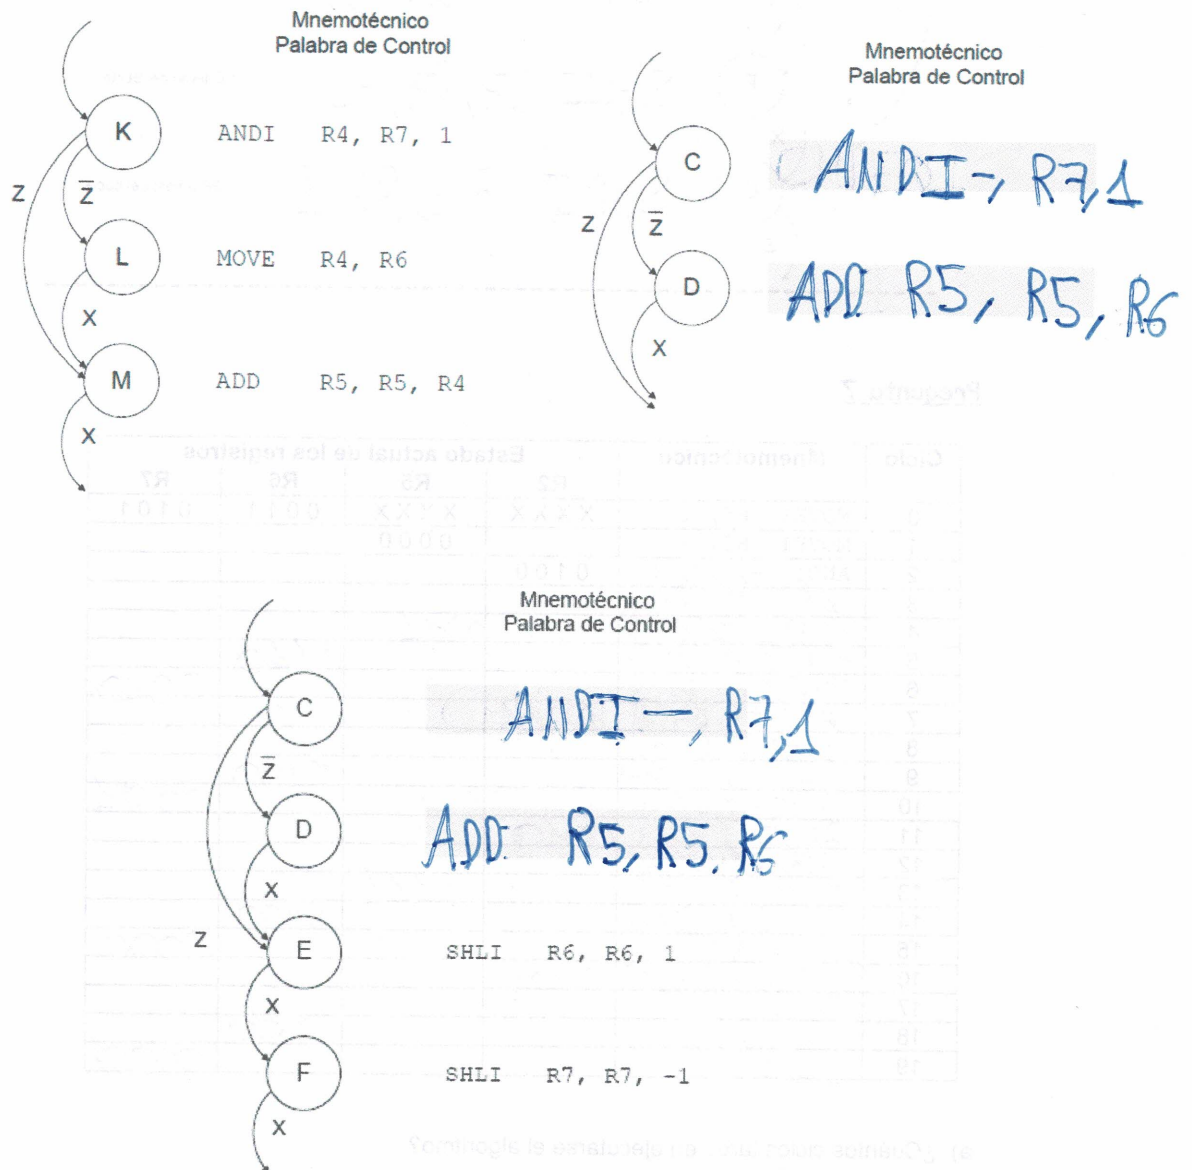 Mnemotécnico
Palabra de Control
K ANDI R4, R7, 1
Z Z̅
L MOVE R4, R6
X
M ADD R5, R5, R4
X
Mnemotécnico
Palabra de Control
C ANDI -, R7,1
Z Z̅
D ADD R5, R5, R6
X
Mnemotécnico
Palabra de Control
C ANDI —, R7,1
Z̅
D ADD R5, R5, R6
X
Z
E SHLI R6, R6, 1
X
F SHLI R7, R7, -1
X